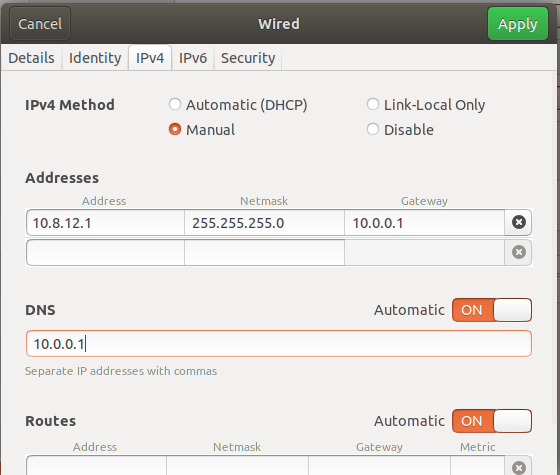 Cancel Wired Apply
Details Identity IPv4 IPv6 Security
IPv4 Method Automatic (DHCP) Link-Local Only
Manual Disable
Addresses
Address Netmask Gateway
10.8.12.1 255.255.255.0 10.0.0.1
DNS Automatic ON
10.0.0.1
Separate IP addresses with commas
Routes Automatic ON
Address Netmask Gateway Metric